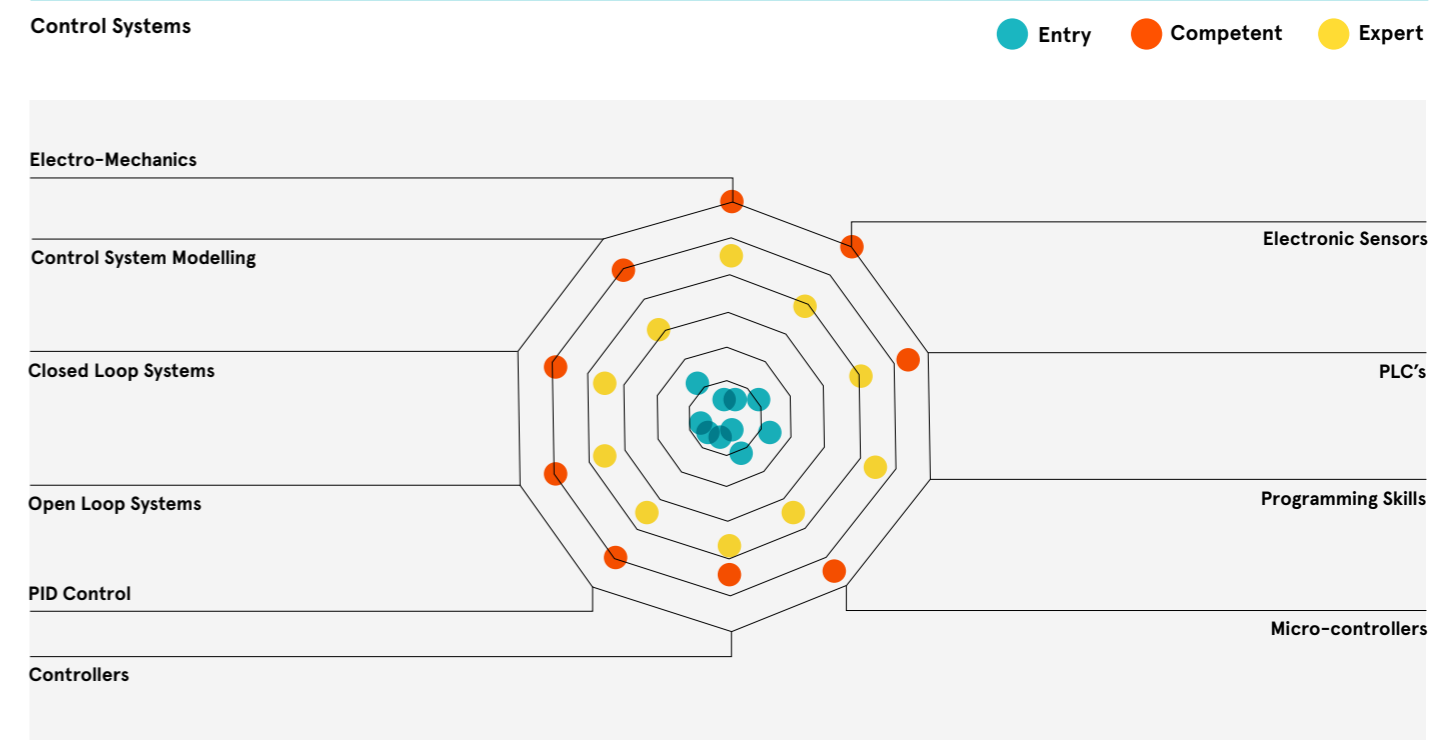 Control Systems
Entry
Competent
Expert
Electro-Mechanics
Electronic Sensors
Control System Modelling
Closed Loop Systems
PLC’s
Open Loop Systems
Programming Skills
PID Control
Micro-controllers
Controllers